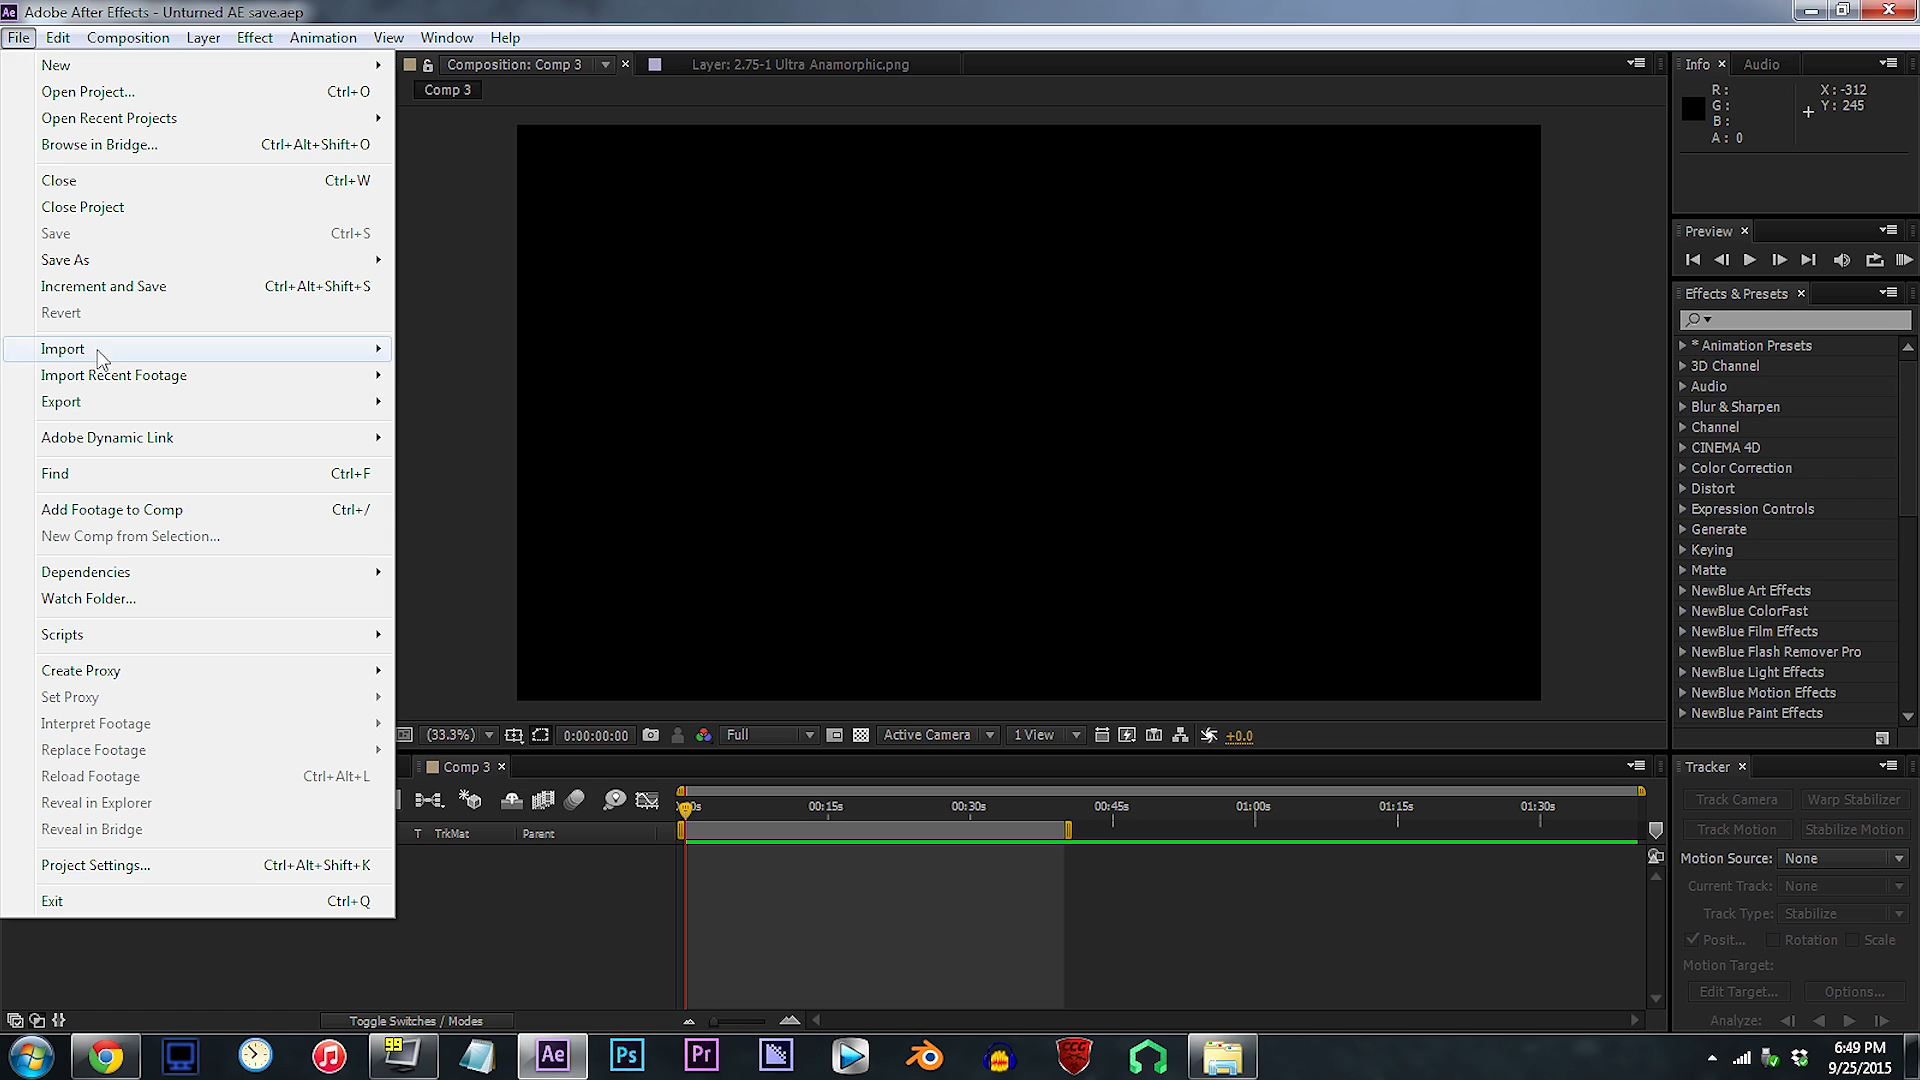 Ae Adobe After Effects - Unturned AE save.aep
File Edit Composition Layer Effect Animation View Window Help
New
Open Project... Ctrl+O
Open Recent Projects
Browse in Bridge... Ctrl+Alt+Shift+O
Close Ctrl+W
Close Project
Save Ctrl+S
Save As
Increment and Save Ctrl+Alt+Shift+S
Revert
Import
Import Recent Footage
Export
Adobe Dynamic Link
Find Ctrl+F
Add Footage to Comp Ctrl+/
New Comp from Selection...
Dependencies
Watch Folder...
Scripts
Create Proxy
Set Proxy
Interpret Footage
Replace Footage
Reload Footage Ctrl+Alt+L
Reveal in Explorer
Reveal in Bridge
Project Settings... Ctrl+Alt+Shift+K
Exit Ctrl+Q
Composition: Comp 3 Layer: 2.75-1 Ultra Anamorphic.png
Comp 3
(33.3%) 0:00:00:00 Full Active Camera 1 View +0.0
Comp 3
00:15s 00:30s 00:45s 01:00s 01:15s 01:30s
T TrkMat Parent
Toggle Switches / Modes
Info Audio
R:
G:
B:
A: 0
X: -312
Y: 245
Preview
Effects & Presets
* Animation Presets
3D Channel
Audio
Blur & Sharpen
Channel
CINEMA 4D
Color Correction
Distort
Expression Controls
Generate
Keying
Matte
NewBlue Art Effects
NewBlue ColorFast
NewBlue Film Effects
NewBlue Flash Remover Pro
NewBlue Light Effects
NewBlue Motion Effects
NewBlue Paint Effects
Tracker
Track Camera Warp Stabilizer
Track Motion Stabilize Motion
Motion Source: None
Current Track: None
Track Type: Stabilize
Posit... Rotation Scale
Motion Target:
Edit Target... Options...
Analyze:
99 Ae Ps Pr CCC
6:49 PM
9/25/2015